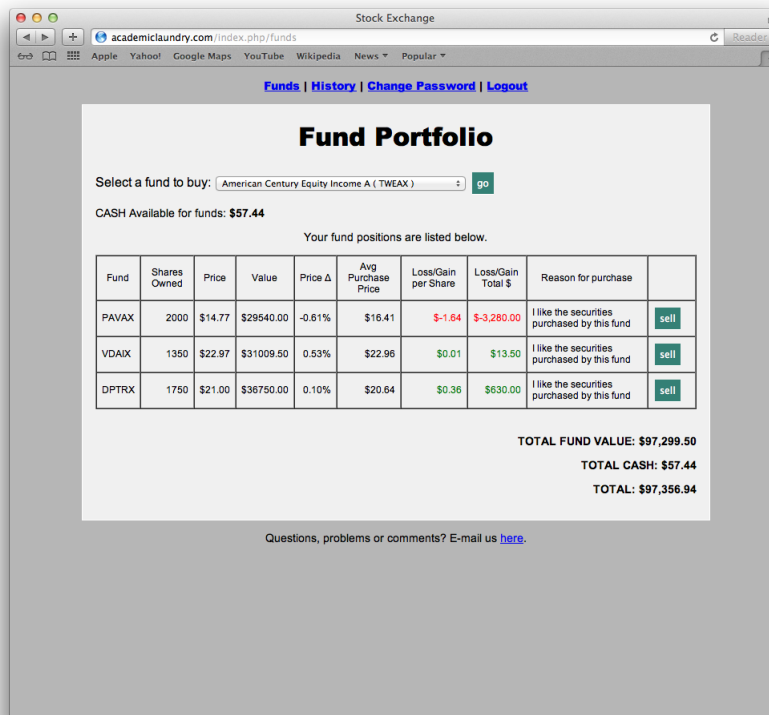 Stock Exchange
academiclaundry.com/index.php/funds
Reader
Apple Yahoo! Google Maps YouTube Wikipedia News Popular
Funds | History | Change Password | Logout
Fund Portfolio
Select a fund to buy: American Century Equity Income A ( TWEAX ) go
CASH Available for funds: $57.44
Your fund positions are listed below.
Fund Shares Owned Price Value Price Δ Avg Purchase Price Loss/Gain per Share Loss/Gain Total $ Reason for purchase
PAVAX 2000 $14.77 $29540.00 -0.61% $16.41 $-1.64 $-3,280.00 I like the securities purchased by this fund sell
VDAIX 1350 $22.97 $31009.50 0.53% $22.96 $0.01 $13.50 I like the securities purchased by this fund sell
DPTRX 1750 $21.00 $36750.00 0.10% $20.64 $0.36 $630.00 I like the securities purchased by this fund sell
TOTAL FUND VALUE: $97,299.50
TOTAL CASH: $57.44
TOTAL: $97,356.94
Questions, problems or comments? E-mail us here.